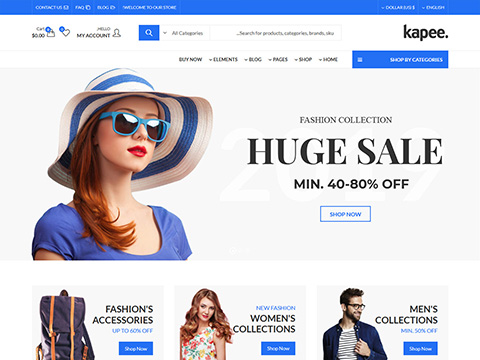 CONTACT US FAQ BLOG !WELCOME TO OUR STORE DOLLAR (US) $ ENGLISH
Cart 0 $0.00 0 ,HELLO MY ACCOUNT All Categories ...Search for products, categories, brands, sku kapee.
BUY NOW ELEMENTS BLOG PAGES SHOP HOME SHOP BY CATEGORIES
2019
FASHION COLLECTION
HUGE SALE
MIN. 40-80% OFF
SHOP NOW
FASHION'S
ACCESSORIES
UP TO 60% OFF
Shop Now
NEW FASHION
WOMEN'S
COLLECTIONS
Shop Now
MEN'S
COLLECTIONS
MIN. 50% OFF
Shop Now